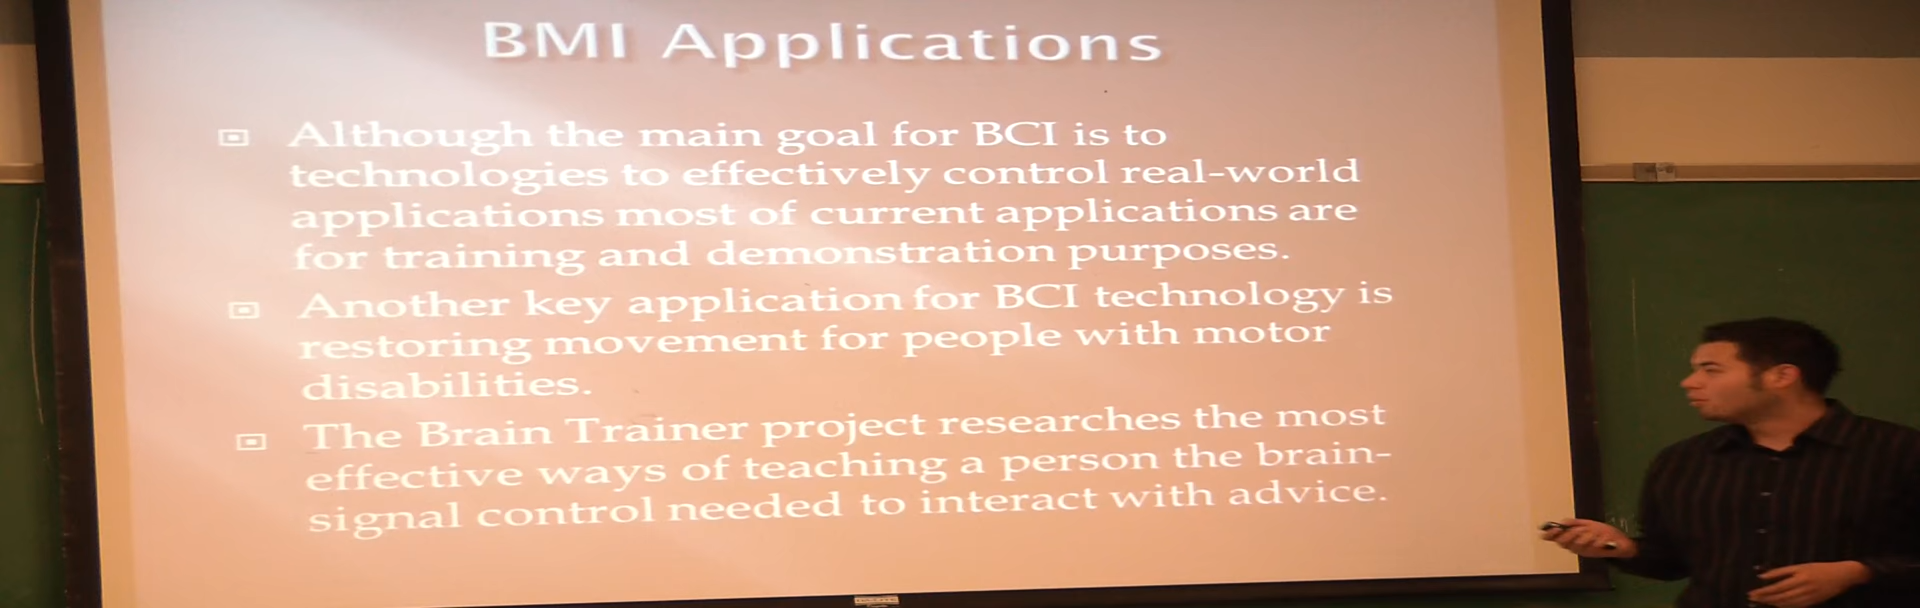 BMI Applications
Although the main goal for BCI is to
technologies to effectively control real-world
applications most of current applications are
for training and demonstration purposes.
Another key application for BCI technology is
restoring movement for people with motor
disabilities.
The Brain Trainer project researches the most
effective ways of teaching a person the brain-
signal control needed to interact with advice.